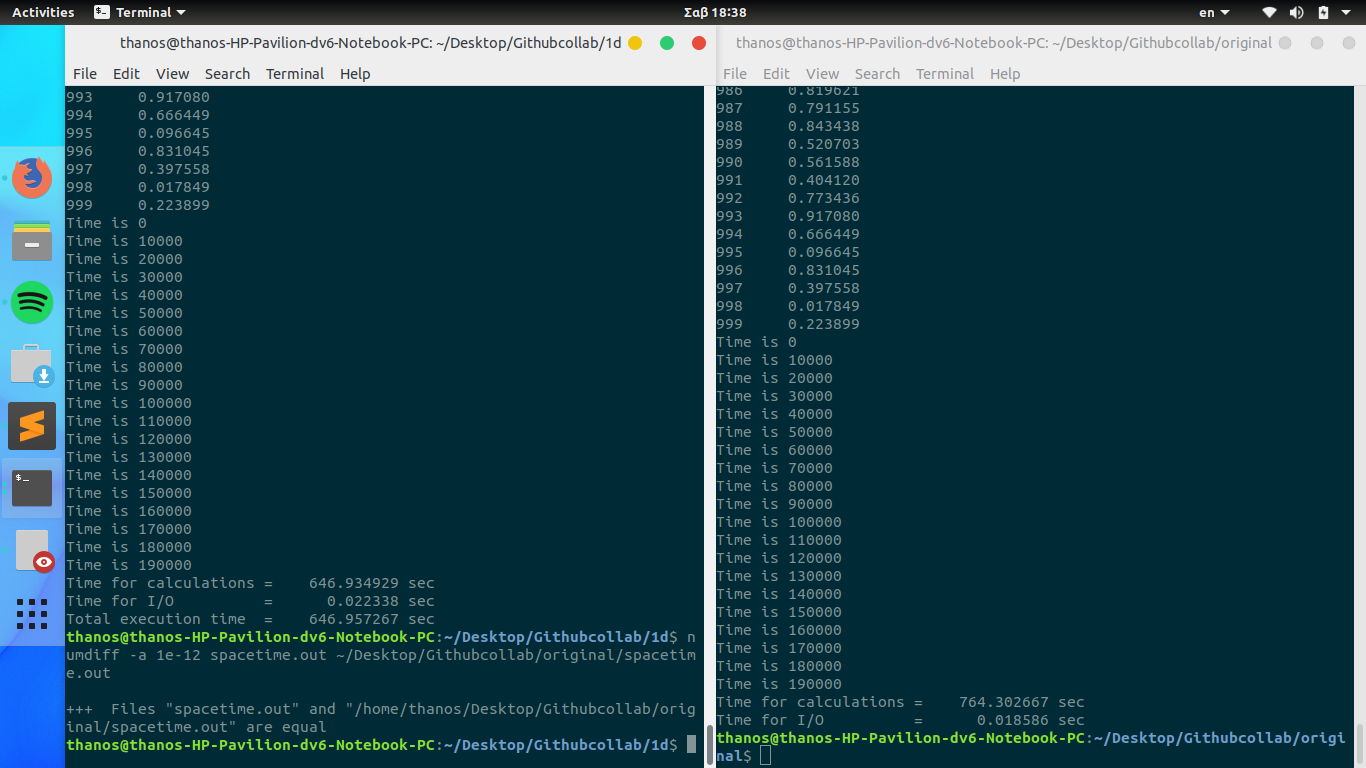 Activities Terminal Σαβ 18:38 en
thanos@thanos-HP-Pavilion-dv6-Notebook-PC: ~/Desktop/Githubcollab/1d
File Edit View Search Terminal Help
993 0.917080
994 0.666449
995 0.096645
996 0.831045
997 0.397558
998 0.017849
999 0.223899
Time is 0
Time is 10000
Time is 20000
Time is 30000
Time is 40000
Time is 50000
Time is 60000
Time is 70000
Time is 80000
Time is 90000
Time is 100000
Time is 110000
Time is 120000
Time is 130000
Time is 140000
Time is 150000
Time is 160000
Time is 170000
Time is 180000
Time is 190000
Time for calculations = 646.934929 sec
Time for I/O = 0.022338 sec
Total execution time = 646.957267 sec
thanos@thanos-HP-Pavilion-dv6-Notebook-PC:~/Desktop/Githubcollab/1d$ n
umdiff -a 1e-12 spacetime.out ~/Desktop/Githubcollab/original/spacetim
e.out
+++ Files "spacetime.out" and "/home/thanos/Desktop/Githubcollab/orig
inal/spacetime.out" are equal
thanos@thanos-HP-Pavilion-dv6-Notebook-PC:~/Desktop/Githubcollab/1d$
thanos@thanos-HP-Pavilion-dv6-Notebook-PC: ~/Desktop/Githubcollab/original
File Edit View Search Terminal Help
986 0.819621
987 0.791155
988 0.843438
989 0.520703
990 0.561588
991 0.404120
992 0.773436
993 0.917080
994 0.666449
995 0.096645
996 0.831045
997 0.397558
998 0.017849
999 0.223899
Time is 0
Time is 10000
Time is 20000
Time is 30000
Time is 40000
Time is 50000
Time is 60000
Time is 70000
Time is 80000
Time is 90000
Time is 100000
Time is 110000
Time is 120000
Time is 130000
Time is 140000
Time is 150000
Time is 160000
Time is 170000
Time is 180000
Time is 190000
Time for calculations = 764.302667 sec
Time for I/O = 0.018586 sec
thanos@thanos-HP-Pavilion-dv6-Notebook-PC:~/Desktop/Githubcollab/origi
nal$